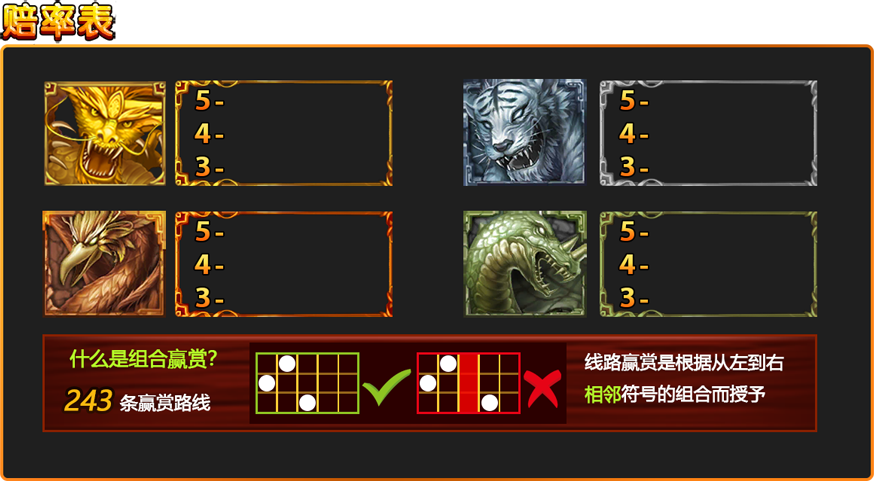 赔率表
5-
4-
3-
5-
4-
3-
5-
4-
3-
5-
4-
3-
什么是组合赢赏?
243 条赢赏路线
线路赢赏是根据从左到右
相邻符号的组合而授予